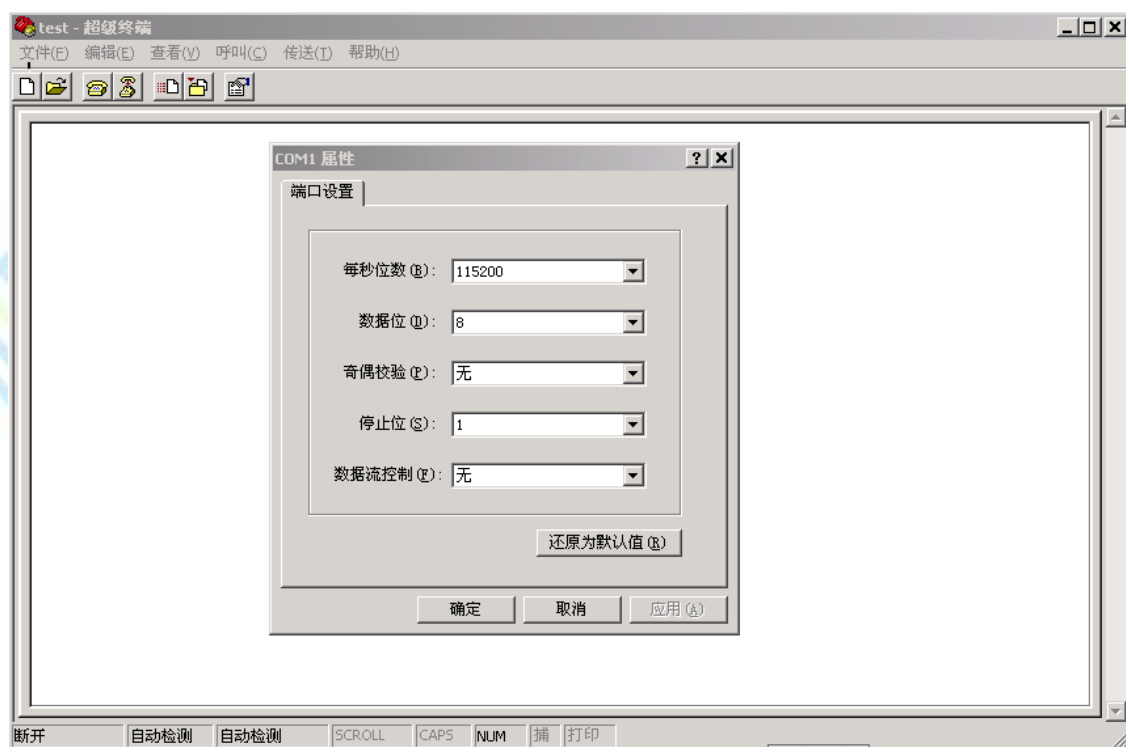 test - 超级终端
文件(F) 编辑(E) 查看(V) 呼叫(C) 传送(T) 帮助(H)
COM1 属性
端口设置
每秒位数(B): 115200
数据位(D): 8
奇偶校验(P): 无
停止位(S): 1
数据流控制(F): 无
还原为默认值(R)
确定 取消 应用(A)
断开 自动检测 自动检测 SCROLL CAPS NUM 捕 打印